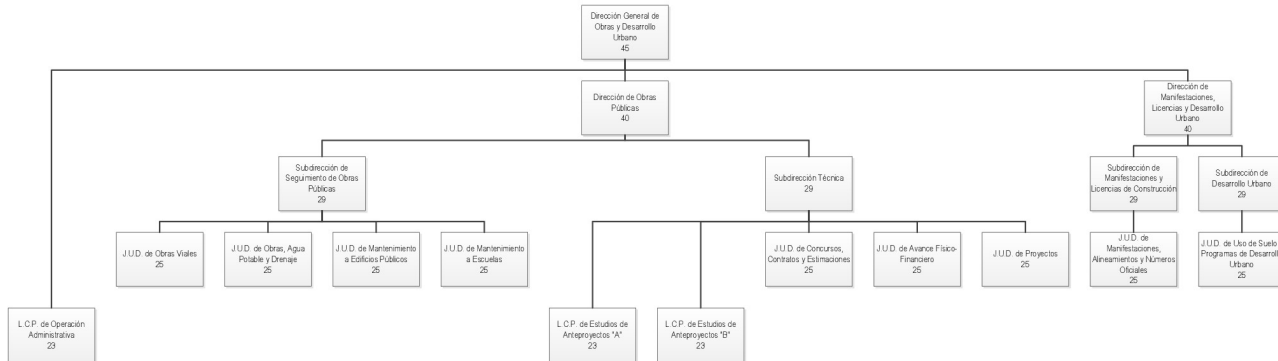 Dirección General de
Obras y Desarrollo
Urbano
45
Dirección de Obras
Públicas
40
Dirección de
Manifestaciones,
Licencias y Desarrollo
Urbano
40
Subdirección de
Seguimiento de Obras
Públicas
29
Subdirección Técnica
29
Subdirección de
Manifestaciones y
Licencias de Construcción
29
Subdirección de
Desarrollo Urbano
29
J.U.D. de Obras Viales
25
J.U.D. de Obras, Agua
Potable y Drenaje
25
J.U.D. de Mantenimiento
a Edificios Públicos
25
J.U.D. de Mantenimiento
a Escuelas
25
J.U.D. de Concursos,
Contratos y Estimaciones
25
J.U.D. de Avance Físico-
Financiero
25
J.U.D. de Proyectos
25
J.U.D. de
Manifestaciones,
Alineamientos y Números
Oficiales
25
J.U.D. de Uso de Suelo
Programas de Desarroll
Urbano
25
L.C.P. de Operación
Administrativa
23
L.C.P. de Estudios de
Anteproyectos "A"
23
L.C.P. de Estudios de
Anteproyectos "B"
23